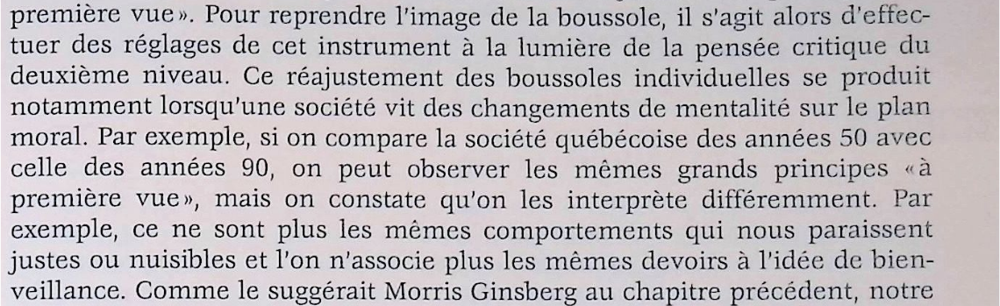 première vue». Pour reprendre l'image de la boussole, il s'agit alors d'effec-
tuer des réglages de cet instrument à la lumière de la pensée critique du
deuxième niveau. Ce réajustement des boussoles individuelles se produit
notamment lorsqu'une société vit des changements de mentalité sur le plan
moral. Par exemple, si on compare la société québécoise des années 50 avec
celle des années 90, on peut observer les mêmes grands principes «à
première vue», mais on constate qu'on les interprète différemment. Par
exemple, ce ne sont plus les mêmes comportements qui nous paraissent
justes ou nuisibles et l'on n'associe plus les mêmes devoirs à l'idée de bien-
veillance. Comme le suggérait Morris Ginsberg au chapitre précédent, notre